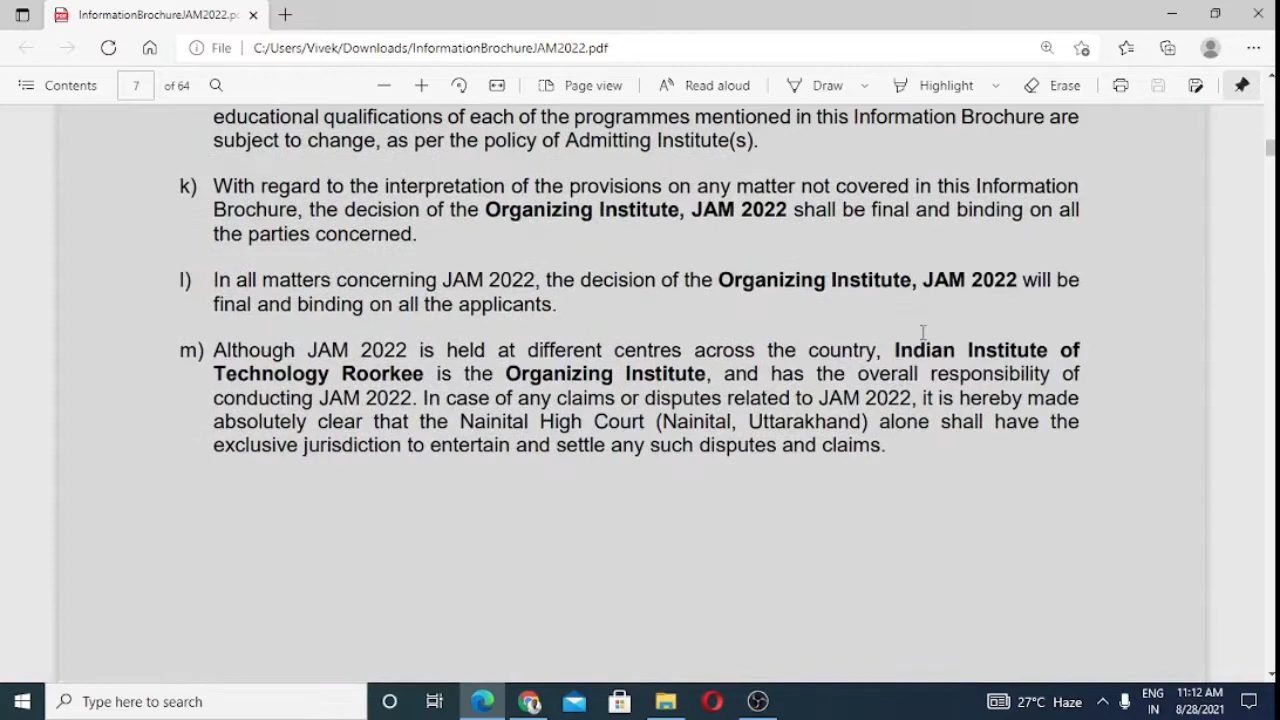 InformationBrochureJAM2022.pc
File C:/Users/Vivek/Downloads/InformationBrochureJAM2022.pdf
Contents 7 of 64 Page view Read aloud Draw Highlight Erase
educational qualifications of each of the programmes mentioned in this Information Brochure are
subject to change, as per the policy of Admitting Institute(s).
k) With regard to the interpretation of the provisions on any matter not covered in this Information
Brochure, the decision of the Organizing Institute, JAM 2022 shall be final and binding on all
the parties concerned.
l) In all matters concerning JAM 2022, the decision of the Organizing Institute, JAM 2022 will be
final and binding on all the applicants.
m) Although JAM 2022 is held at different centres across the country, Indian Institute of
Technology Roorkee is the Organizing Institute, and has the overall responsibility of
conducting JAM 2022. In case of any claims or disputes related to JAM 2022, it is hereby made
absolutely clear that the Nainital High Court (Nainital, Uttarakhand) alone shall have the
exclusive jurisdiction to entertain and settle any such disputes and claims.
Type here to search
27°C Haze
ENG 11:12 AM
IN 8/28/2021